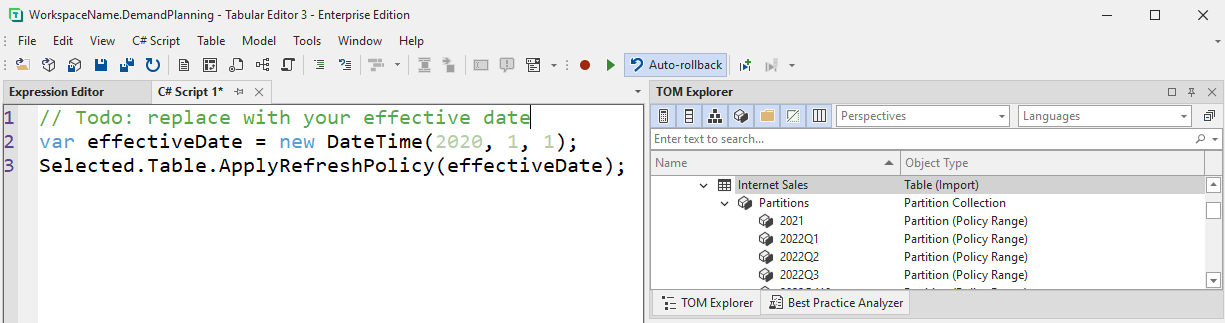 WorkspaceName.DemandPlanning - Tabular Editor 3 - Enterprise Edition
File Edit View C# Script Table Model Tools Window Help
Auto-rollback
Expression Editor C# Script 1*
1 // Todo: replace with your effective date
2 var effectiveDate = new DateTime(2020, 1, 1);
3 Selected.Table.ApplyRefreshPolicy(effectiveDate);
TOM Explorer
Perspectives Languages
Enter text to search...
Name Object Type
Internet Sales Table (Import)
Partitions Partition Collection
2021 Partition (Policy Range)
2022Q1 Partition (Policy Range)
2022Q2 Partition (Policy Range)
2022Q3 Partition (Policy Range)
TOM Explorer Best Practice Analyzer